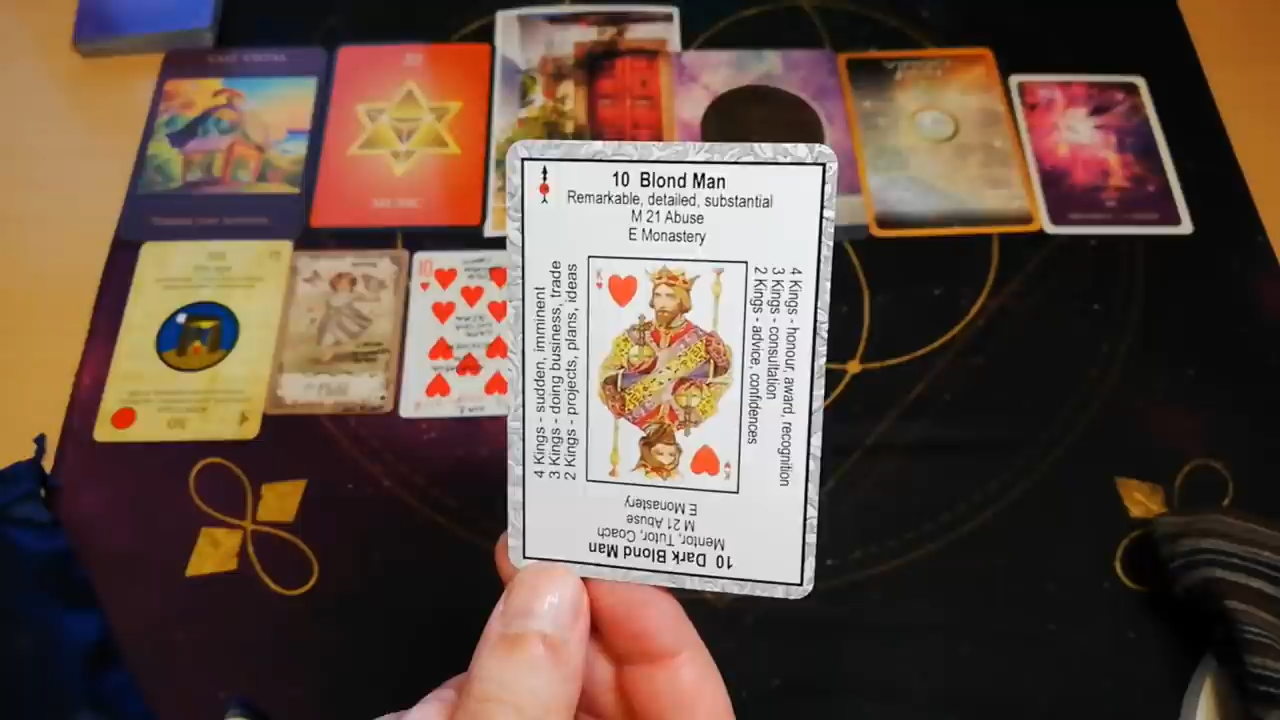 10 Blond Man
Remarkable, detailed, substantial
M 21 Abuse
E Monastery
4 Kings - sudden, imminent
3 Kings - doing business, trade
2 Kings - projects, plans, ideas
K
K
4 Kings - honour, award, recognition
3 Kings - consultation
2 Kings - advice, confidences
10 Dark Blond Man
Mentor, Tutor, Coach
M 21 Abuse
E Monastery
10